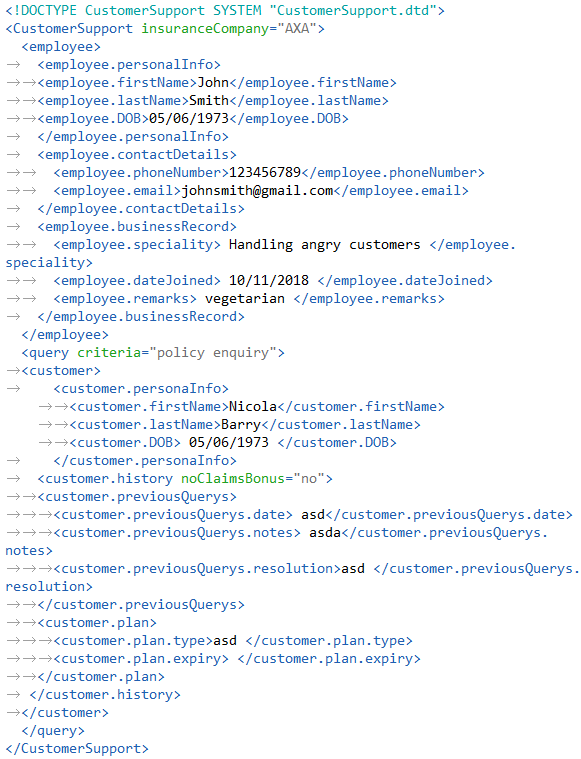 <!DOCTYPE CustomerSupport SYSTEM "CustomerSupport.dtd">
<CustomerSupport insuranceCompany="AXA">
<employee>
<employee.personalInfo>
<employee.firstName>John</employee.firstName>
<employee.lastName>Smith</employee.lastName>
<employee.DOB>05/06/1973</employee.DOB>
</employee.personalInfo>
<employee.contactDetails>
<employee.phoneNumber>123456789</employee.phoneNumber>
<employee.email>johnsmith@gmail.com</employee.email>
</employee.contactDetails>
<employee.businessRecord>
<employee.speciality> Handling angry customers </employee.
speciality>
<employee.dateJoined> 10/11/2018 </employee.dateJoined>
<employee.remarks> vegetarian </employee.remarks>
</employee.businessRecord>
</employee>
<query criteria="policy enquiry">
<customer>
<customer.personaInfo>
<customer.firstName>Nicola</customer.firstName>
<customer.lastName>Barry</customer.lastName>
<customer.DOB> 05/06/1973 </customer.DOB>
</customer.personaInfo>
<customer.history noClaimsBonus="no">
<customer.previousQuerys>
<customer.previousQuerys.date> asd</customer.previousQuerys.date>
<customer.previousQuerys.notes> asda</customer.previousQuerys.
notes>
<customer.previousQuerys.resolution>asd </customer.previousQuerys.
resolution>
</customer.previousQuerys>
<customer.plan>
<customer.plan.type>asd </customer.plan.type>
<customer.plan.expiry> </customer.plan.expiry>
</customer.plan>
</customer.history>
</customer>
</query>
</CustomerSupport>